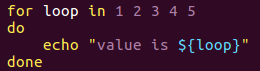 for loop in 1 2 3 4 5
do
    echo "value is ${loop}"
done